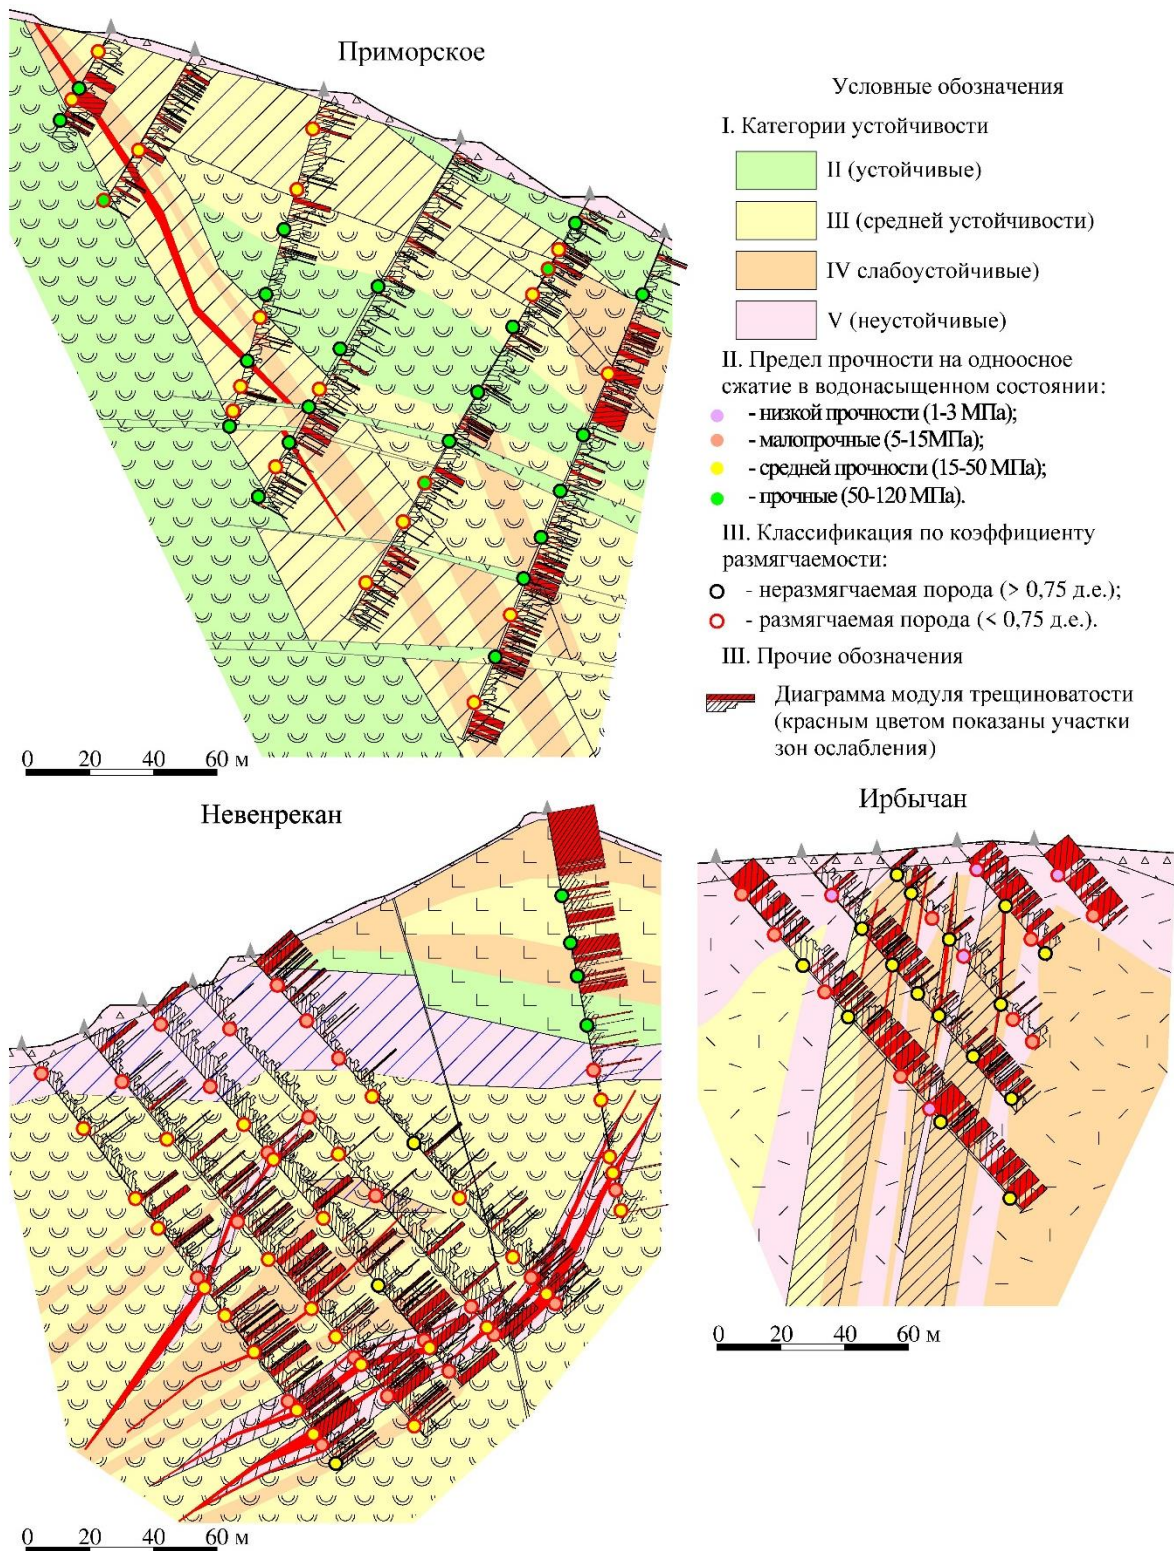 Приморское
Условные обозначения
I. Категории устойчивости
II (устойчивые)
III (средней устойчивости)
IV слабоустойчивые)
V (неустойчивые)
II. Предел прочности на одноосное
сжатие в водонасыщенном состоянии:
- низкой прочности (1-3 МПа);
- малопрочные (5-15МПа);
- средней прочности (15-50 МПа);
- прочные (50-120 МПа).
III. Классификация по коэффициенту
размягчаемости:
- неразмягчаемая порода (> 0,75 д.е.);
- размягчаемая порода (< 0,75 д.е.).
III. Прочие обозначения
Диаграмма модуля трещиноватости
(красным цветом показаны участки
зон ослабления)
0 20 40 60 м
Невенрекан
Ирбычан
0 20 40 60 м
0 20 40 60 м